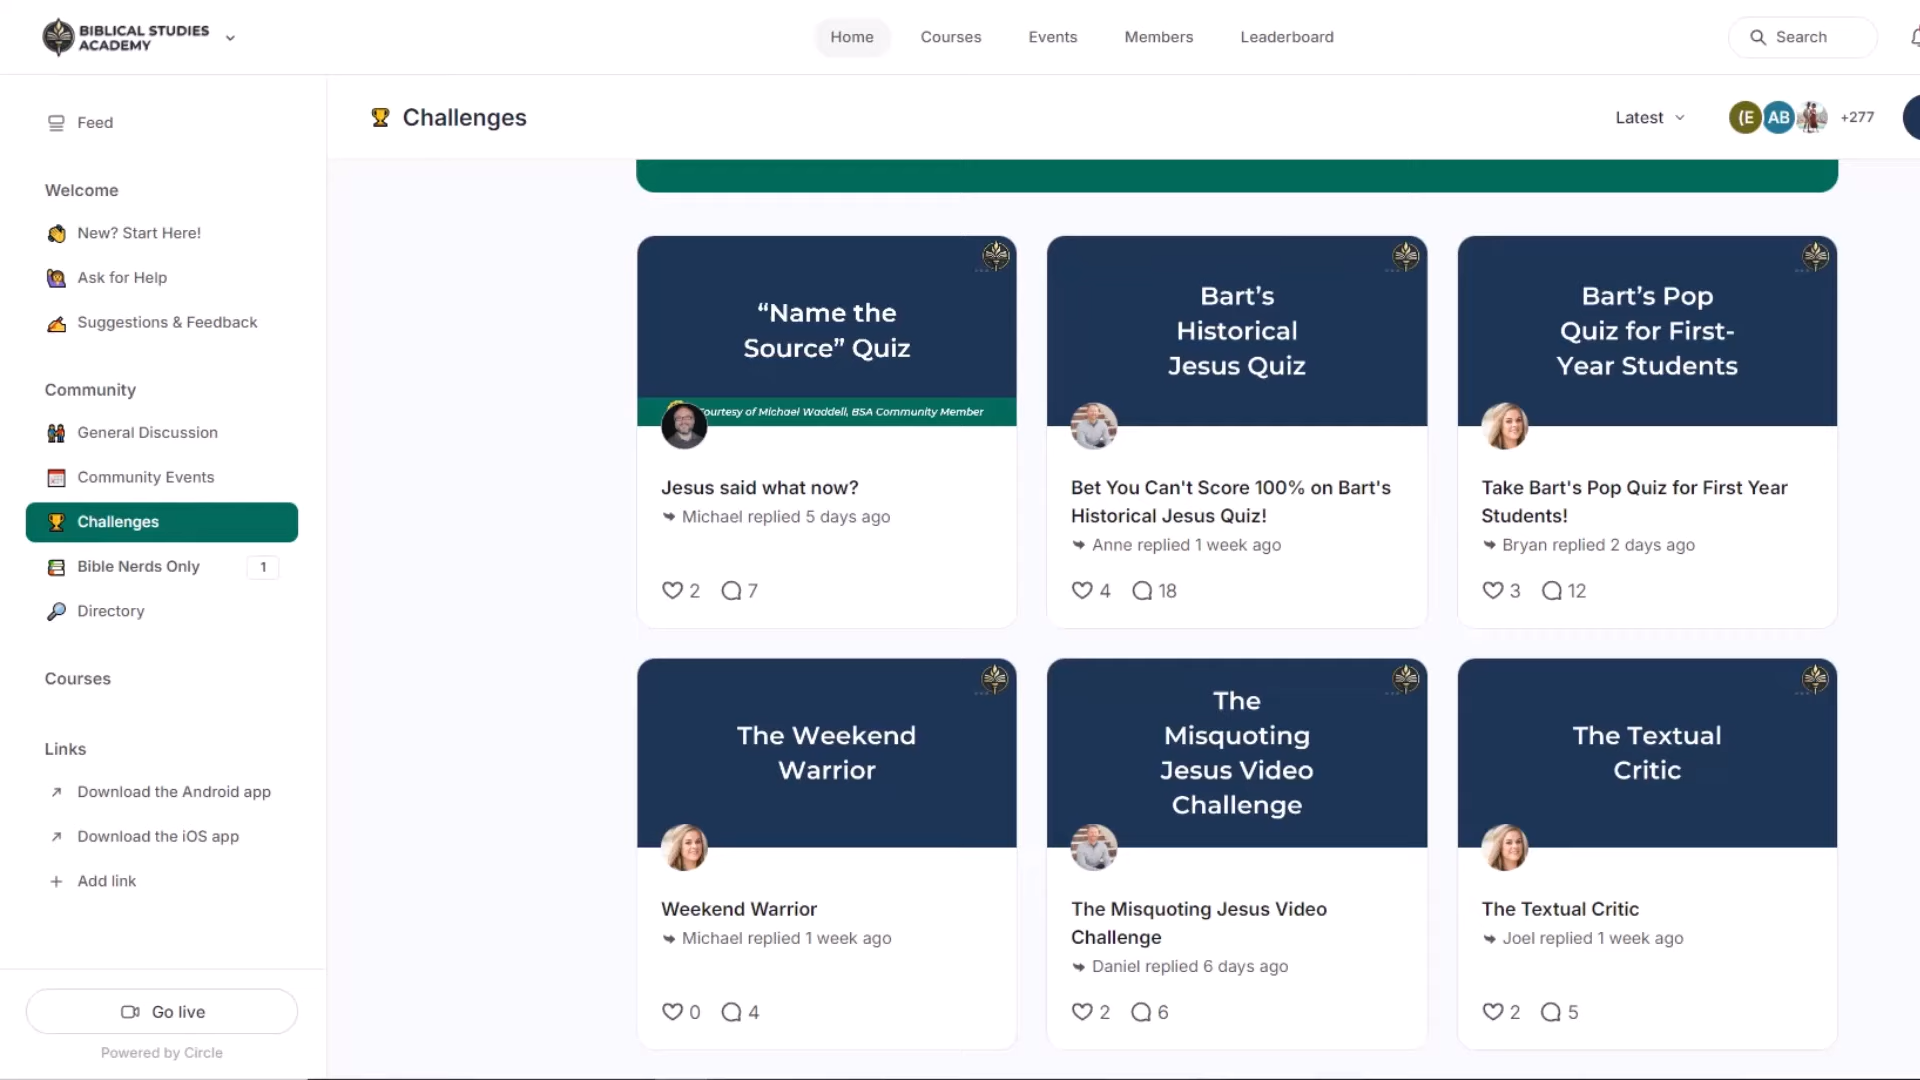 BIBLICAL STUDIES
ACADEMY
Home
Courses
Events
Members
Leaderboard
Search
Feed
Challenges
Latest
(E
AB
+277
Welcome
New? Start Here!
Ask for Help
Suggestions & Feedback
Community
General Discussion
Community Events
Challenges
Bible Nerds Only
1
Directory
Courses
Links
Download the Android app
Download the iOS app
Add link
Go live
Powered by Circle
“Name the
Source” Quiz
ourtesy of Michael Waddell, BSA Community Member
Jesus said what now?
Michael replied 5 days ago
2
7
Bart’s
Historical
Jesus Quiz
Bet You Can't Score 100% on Bart's
Historical Jesus Quiz!
Anne replied 1 week ago
4
18
Bart’s Pop
Quiz for First-
Year Students
Take Bart's Pop Quiz for First Year
Students!
Bryan replied 2 days ago
3
12
The Weekend
Warrior
Weekend Warrior
Michael replied 1 week ago
0
4
The
Misquoting
Jesus Video
Challenge
The Misquoting Jesus Video
Challenge
Daniel replied 6 days ago
2
6
The Textual
Critic
The Textual Critic
Joel replied 1 week ago
2
5